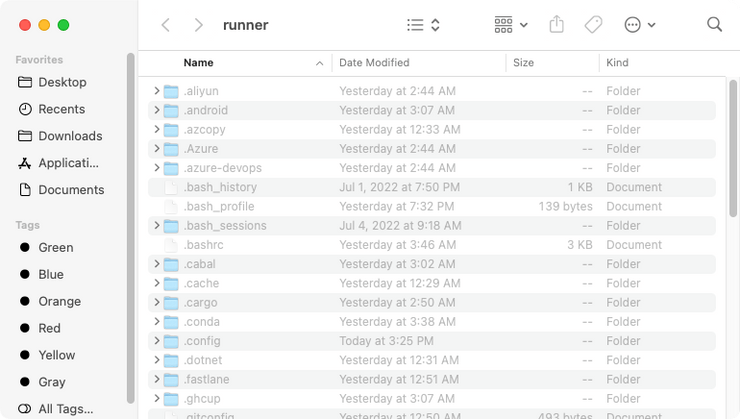 runner
Favorites
Desktop
Recents
Downloads
Applicati...
Documents
Tags
Green
Blue
Orange
Red
Yellow
Gray
All Tags...
Name Date Modified Size Kind
.aliyun Yesterday at 2:44 AM -- Folder
.android Yesterday at 3:07 AM -- Folder
.azcopy Yesterday at 12:33 AM -- Folder
.Azure Yesterday at 2:44 AM -- Folder
.azure-devops Yesterday at 2:44 AM -- Folder
.bash_history Jul 1, 2022 at 7:50 PM 1 KB Document
.bash_profile Yesterday at 7:32 PM 139 bytes Document
.bash_sessions Jul 4, 2022 at 9:18 AM -- Folder
.bashrc Yesterday at 3:46 AM 3 KB Document
.cabal Yesterday at 3:02 AM -- Folder
.cache Yesterday at 12:29 AM -- Folder
.cargo Yesterday at 2:50 AM -- Folder
.conda Yesterday at 3:38 AM -- Folder
.config Today at 3:25 PM -- Folder
.dotnet Yesterday at 12:31 AM -- Folder
.fastlane Yesterday at 12:51 AM -- Folder
.ghcup Yesterday at 3:07 AM -- Folder
.gitconfig Yesterday at 12:50 AM 493 bytes Document